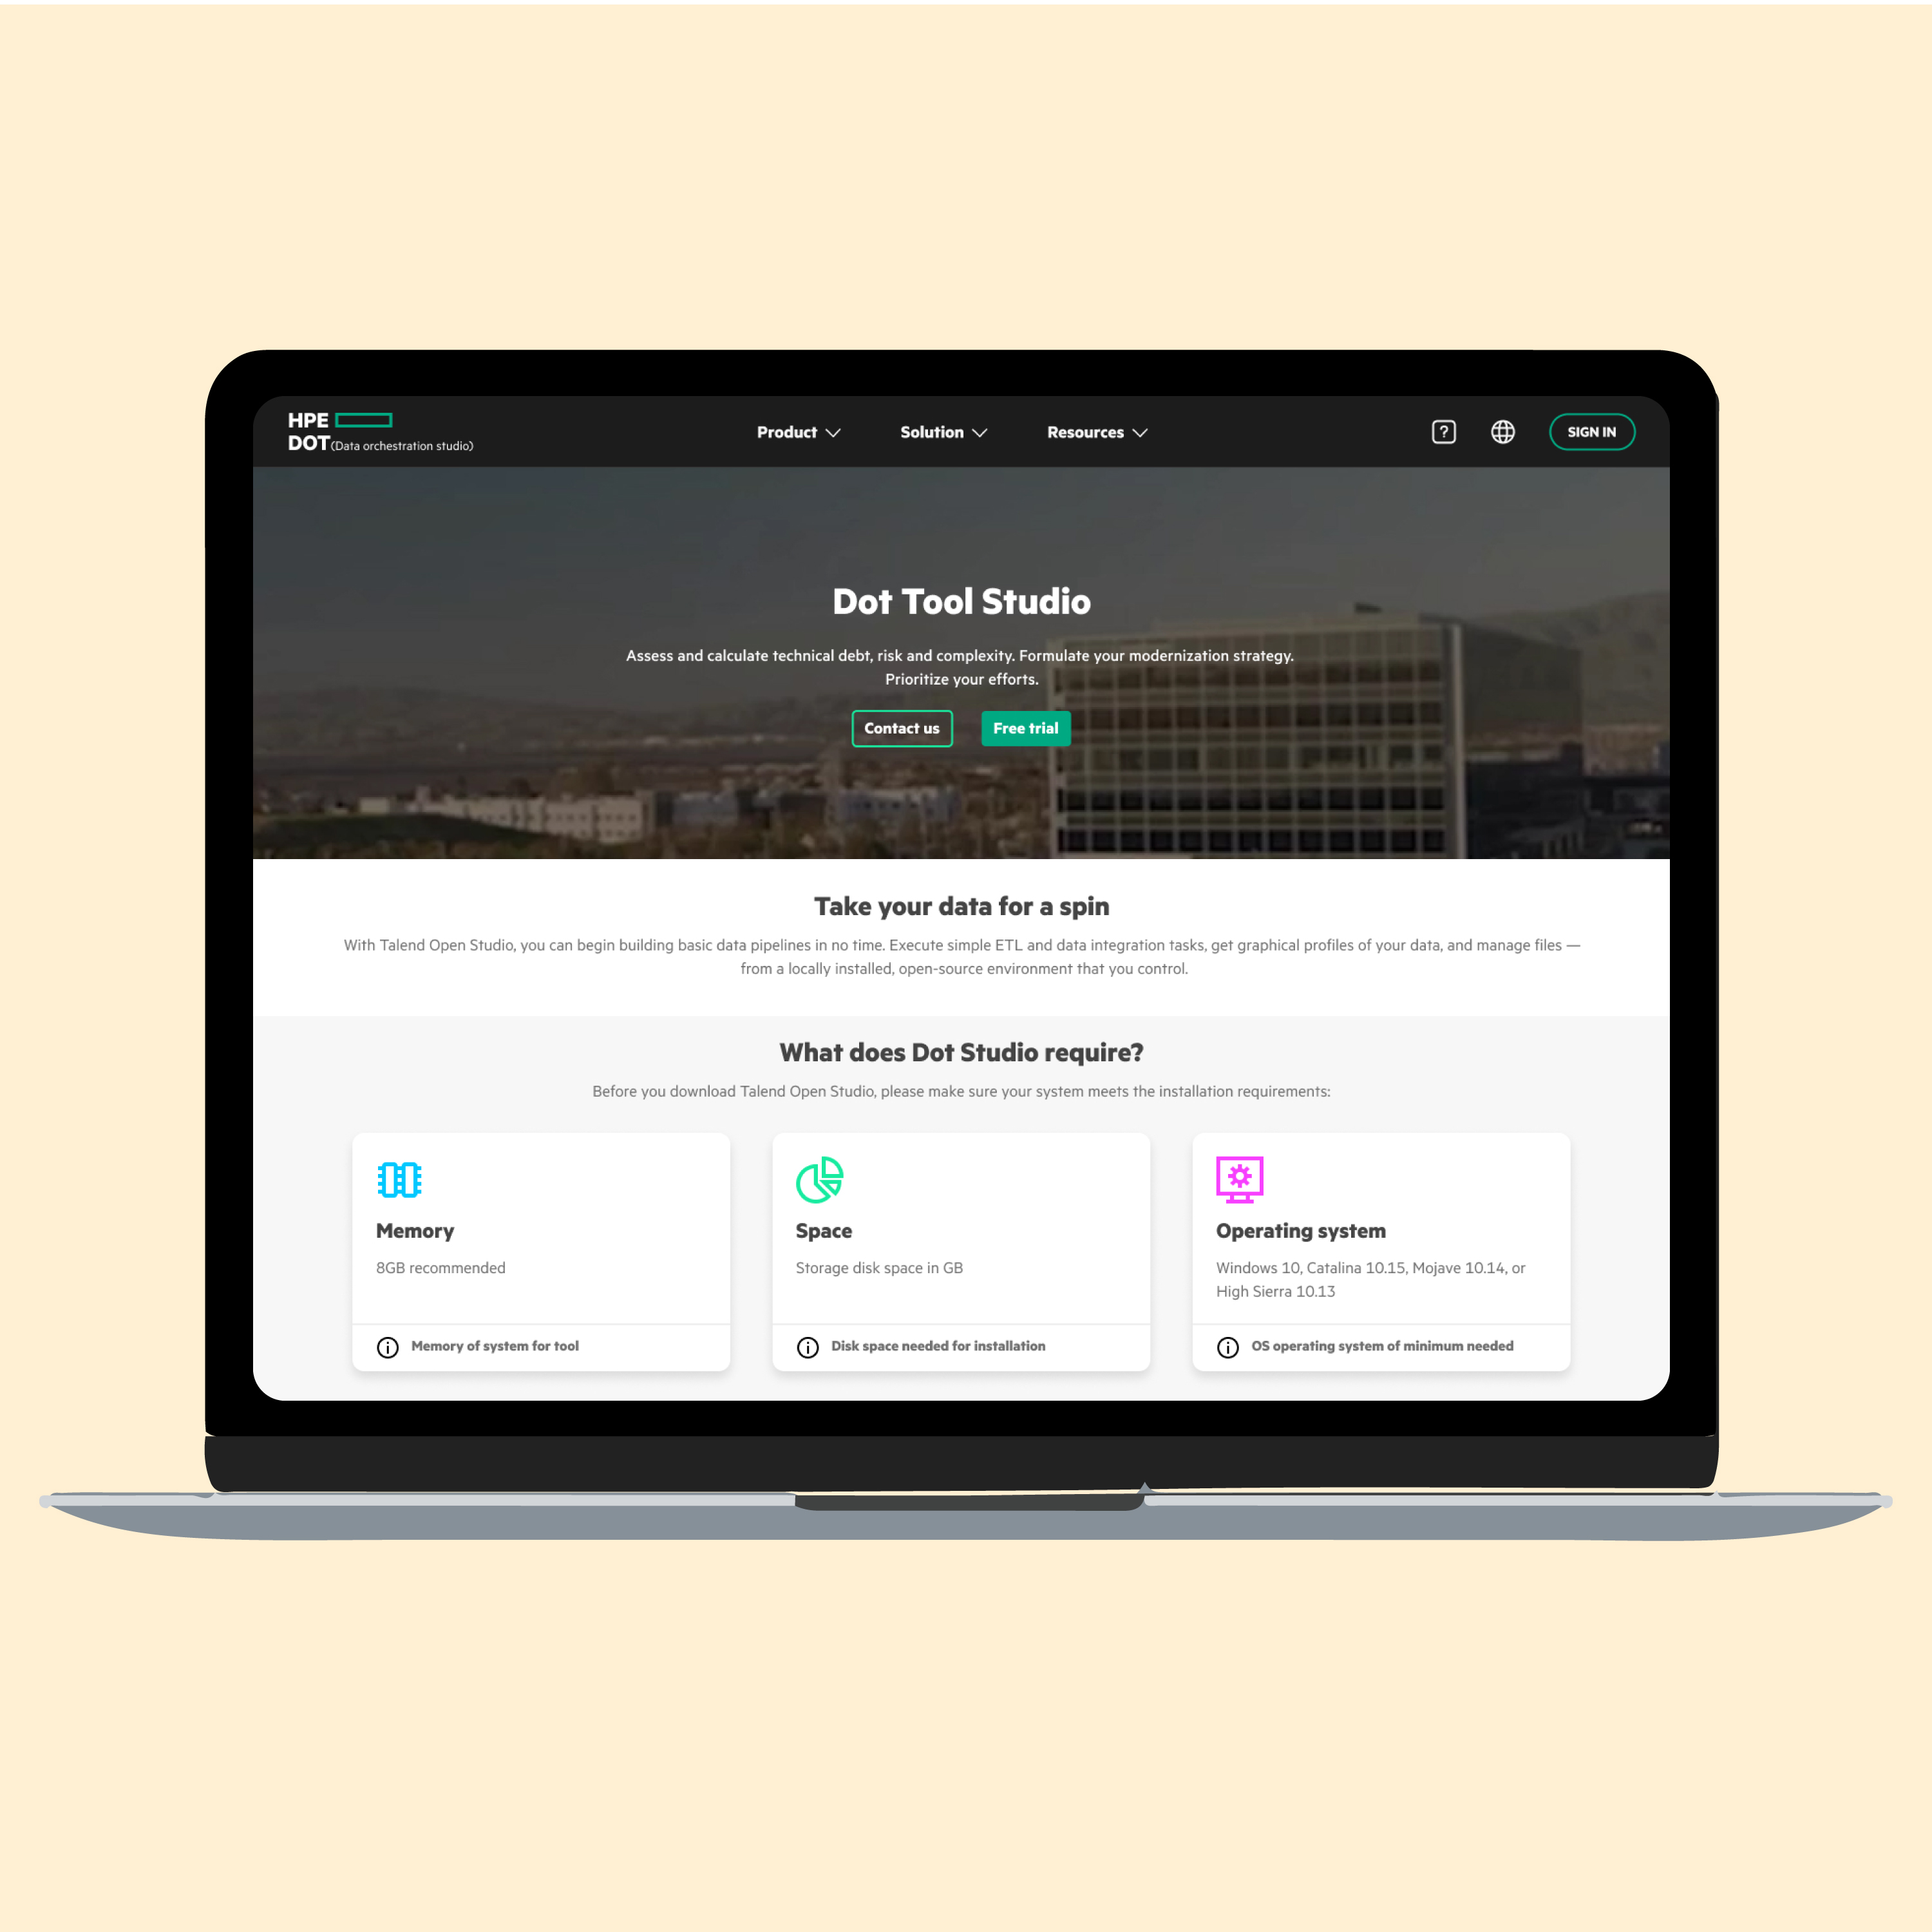 HPE
DOT(Data orchestration studio)
Product
Solution
Resources
?
SIGN IN
Dot Tool Studio
Assess and calculate technical debt, risk and complexity. Formulate your modernization strategy.
Prioritize your efforts.
Contact us
Free trial
Take your data for a spin
With Talend Open Studio, you can begin building basic data pipelines in no time. Execute simple ETL and data integration tasks, get graphical profiles of your data, and manage files —
from a locally installed, open-source environment that you control.
What does Dot Studio require?
Before you download Talend Open Studio, please make sure your system meets the installation requirements:
Memory
8GB recommended
Memory of system for tool
Space
Storage disk space in GB
Disk space needed for installation
Operating system
Windows 10, Catalina 10.15, Mojave 10.14, or
High Sierra 10.13
OS operating system of minimum needed